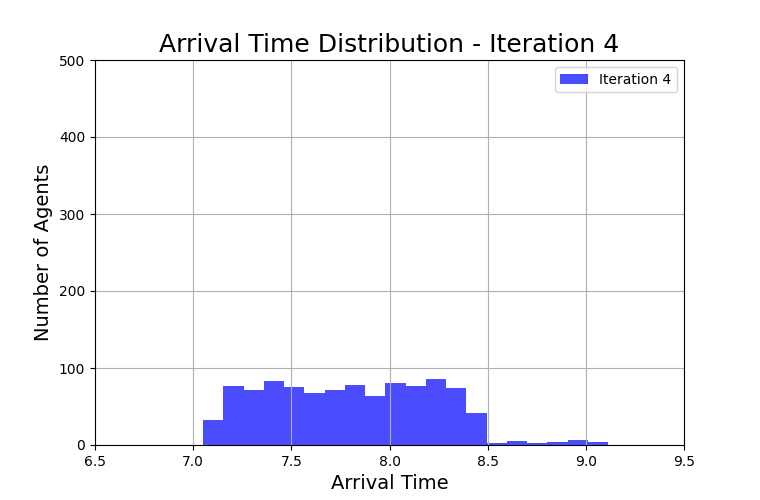 Arrival Time Distribution - Iteration 4
Iteration 4
Number of Agents
500
400
300
200
100
0
6.5 7.0 7.5 8.0 8.5 9.0 9.5
Arrival Time